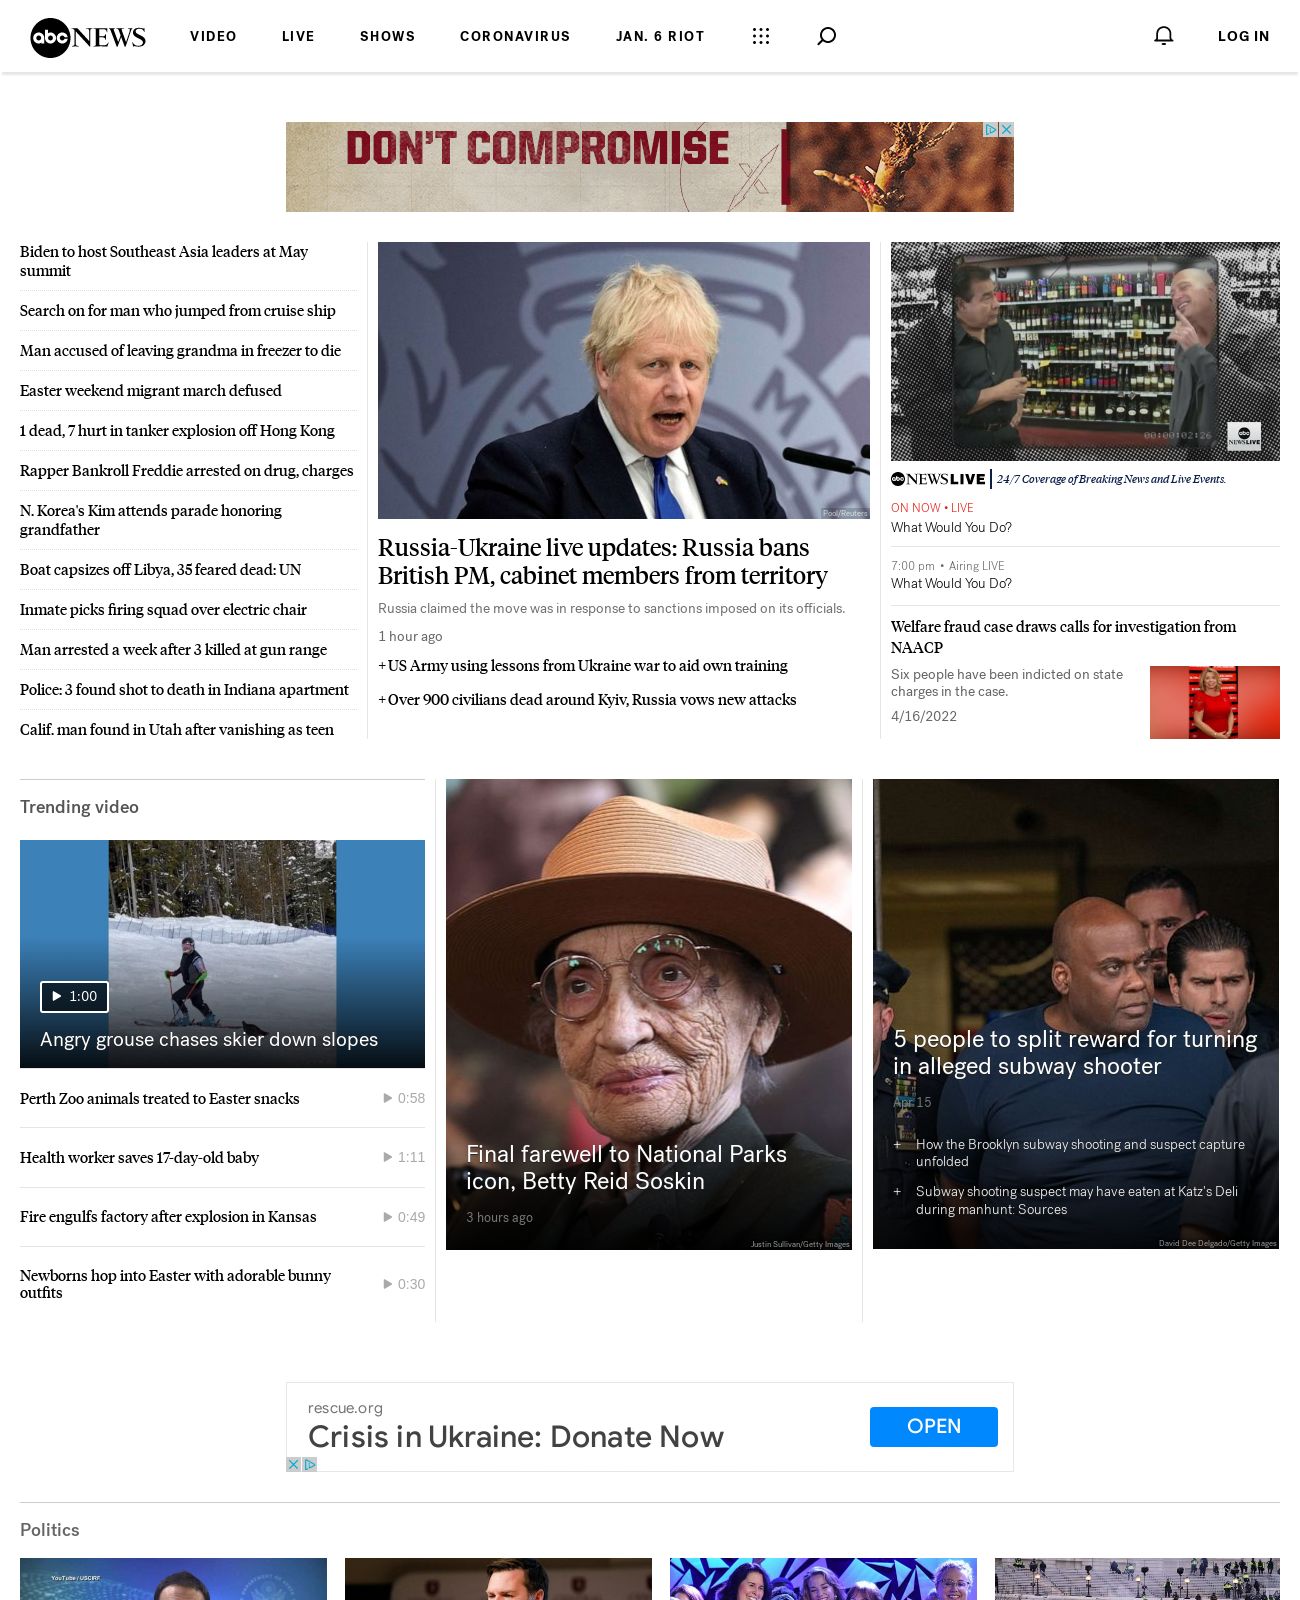 abc NEWS
VIDEO
LIVE
SHOWS
CORONAVIRUS
JAN. 6 RIOT
LOG IN
DON'T COMPROMISE
Biden to host Southeast Asia leaders at May
summit
Search on for man who jumped from cruise ship
Man accused of leaving grandma in freezer to die
Easter weekend migrant march defused
1 dead, 7 hurt in tanker explosion off Hong Kong
Rapper Bankroll Freddie arrested on drug, charges
N. Korea's Kim attends parade honoring
grandfather
Boat capsizes off Libya, 35 feared dead: UN
Inmate picks firing squad over electric chair
Man arrested a week after 3 killed at gun range
Police: 3 found shot to death in Indiana apartment
Calif. man found in Utah after vanishing as teen
Pool/Reuters
Russia-Ukraine live updates: Russia bans
British PM, cabinet members from territory
Russia claimed the move was in response to sanctions imposed on its officials.
1 hour ago
+ US Army using lessons from Ukraine war to aid own training
+ Over 900 civilians dead around Kyiv, Russia vows new attacks
00:00:02:26
abc
NEWS LIVE
abc NEWS LIVE
24/7 Coverage of Breaking News and Live Events.
ON NOW • LIVE
What Would You Do?
7:00 pm • Airing LIVE
What Would You Do?
Welfare fraud case draws calls for investigation from
NAACP
Six people have been indicted on state
charges in the case.
4/16/2022
Trending video
1:00
Angry grouse chases skier down slopes
Perth Zoo animals treated to Easter snacks
0:58
Health worker saves 17-day-old baby
1:11
Fire engulfs factory after explosion in Kansas
0:49
Newborns hop into Easter with adorable bunny
outfits
0:30
Final farewell to National Parks
icon, Betty Reid Soskin
3 hours ago
Justin Sullivan/Getty Images
5 people to split reward for turning
in alleged subway shooter
Apr 15
+ How the Brooklyn subway shooting and suspect capture
unfolded
+ Subway shooting suspect may have eaten at Katz's Deli
during manhunt: Sources
David Dee Delgado/Getty Images
rescue.org
Crisis in Ukraine: Donate Now
OPEN
Politics
YouTube / USCIRF